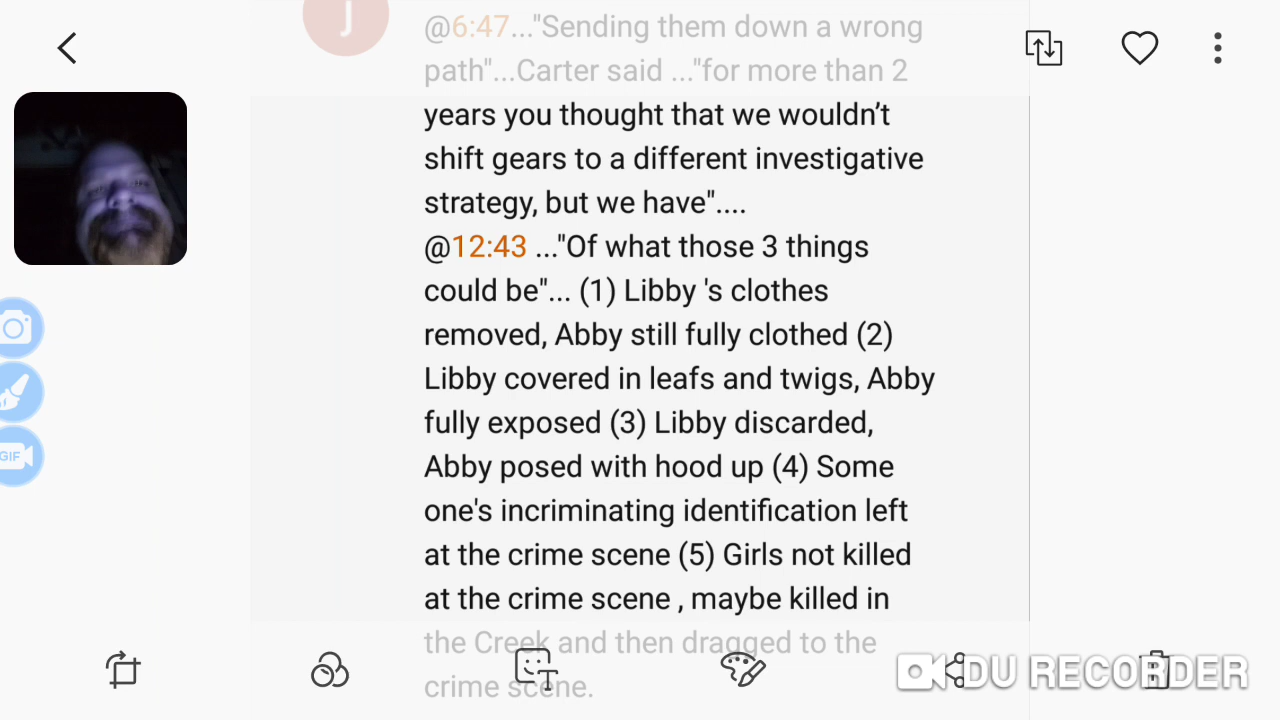 J
@6:47..."Sending them down a wrong
path"...Carter said ..."for more than 2
years you thought that we wouldn’t
shift gears to a different investigative
strategy, but we have"....
@12:43 ..."Of what those 3 things
could be"... (1) Libby 's clothes
removed, Abby still fully clothed (2)
Libby covered in leafs and twigs, Abby
fully exposed (3) Libby discarded,
Abby posed with hood up (4) Some
one's incriminating identification left
at the crime scene (5) Girls not killed
at the crime scene , maybe killed in
the Creek and then dragged to the
crime scene.
GIF
T
DU RECORDER